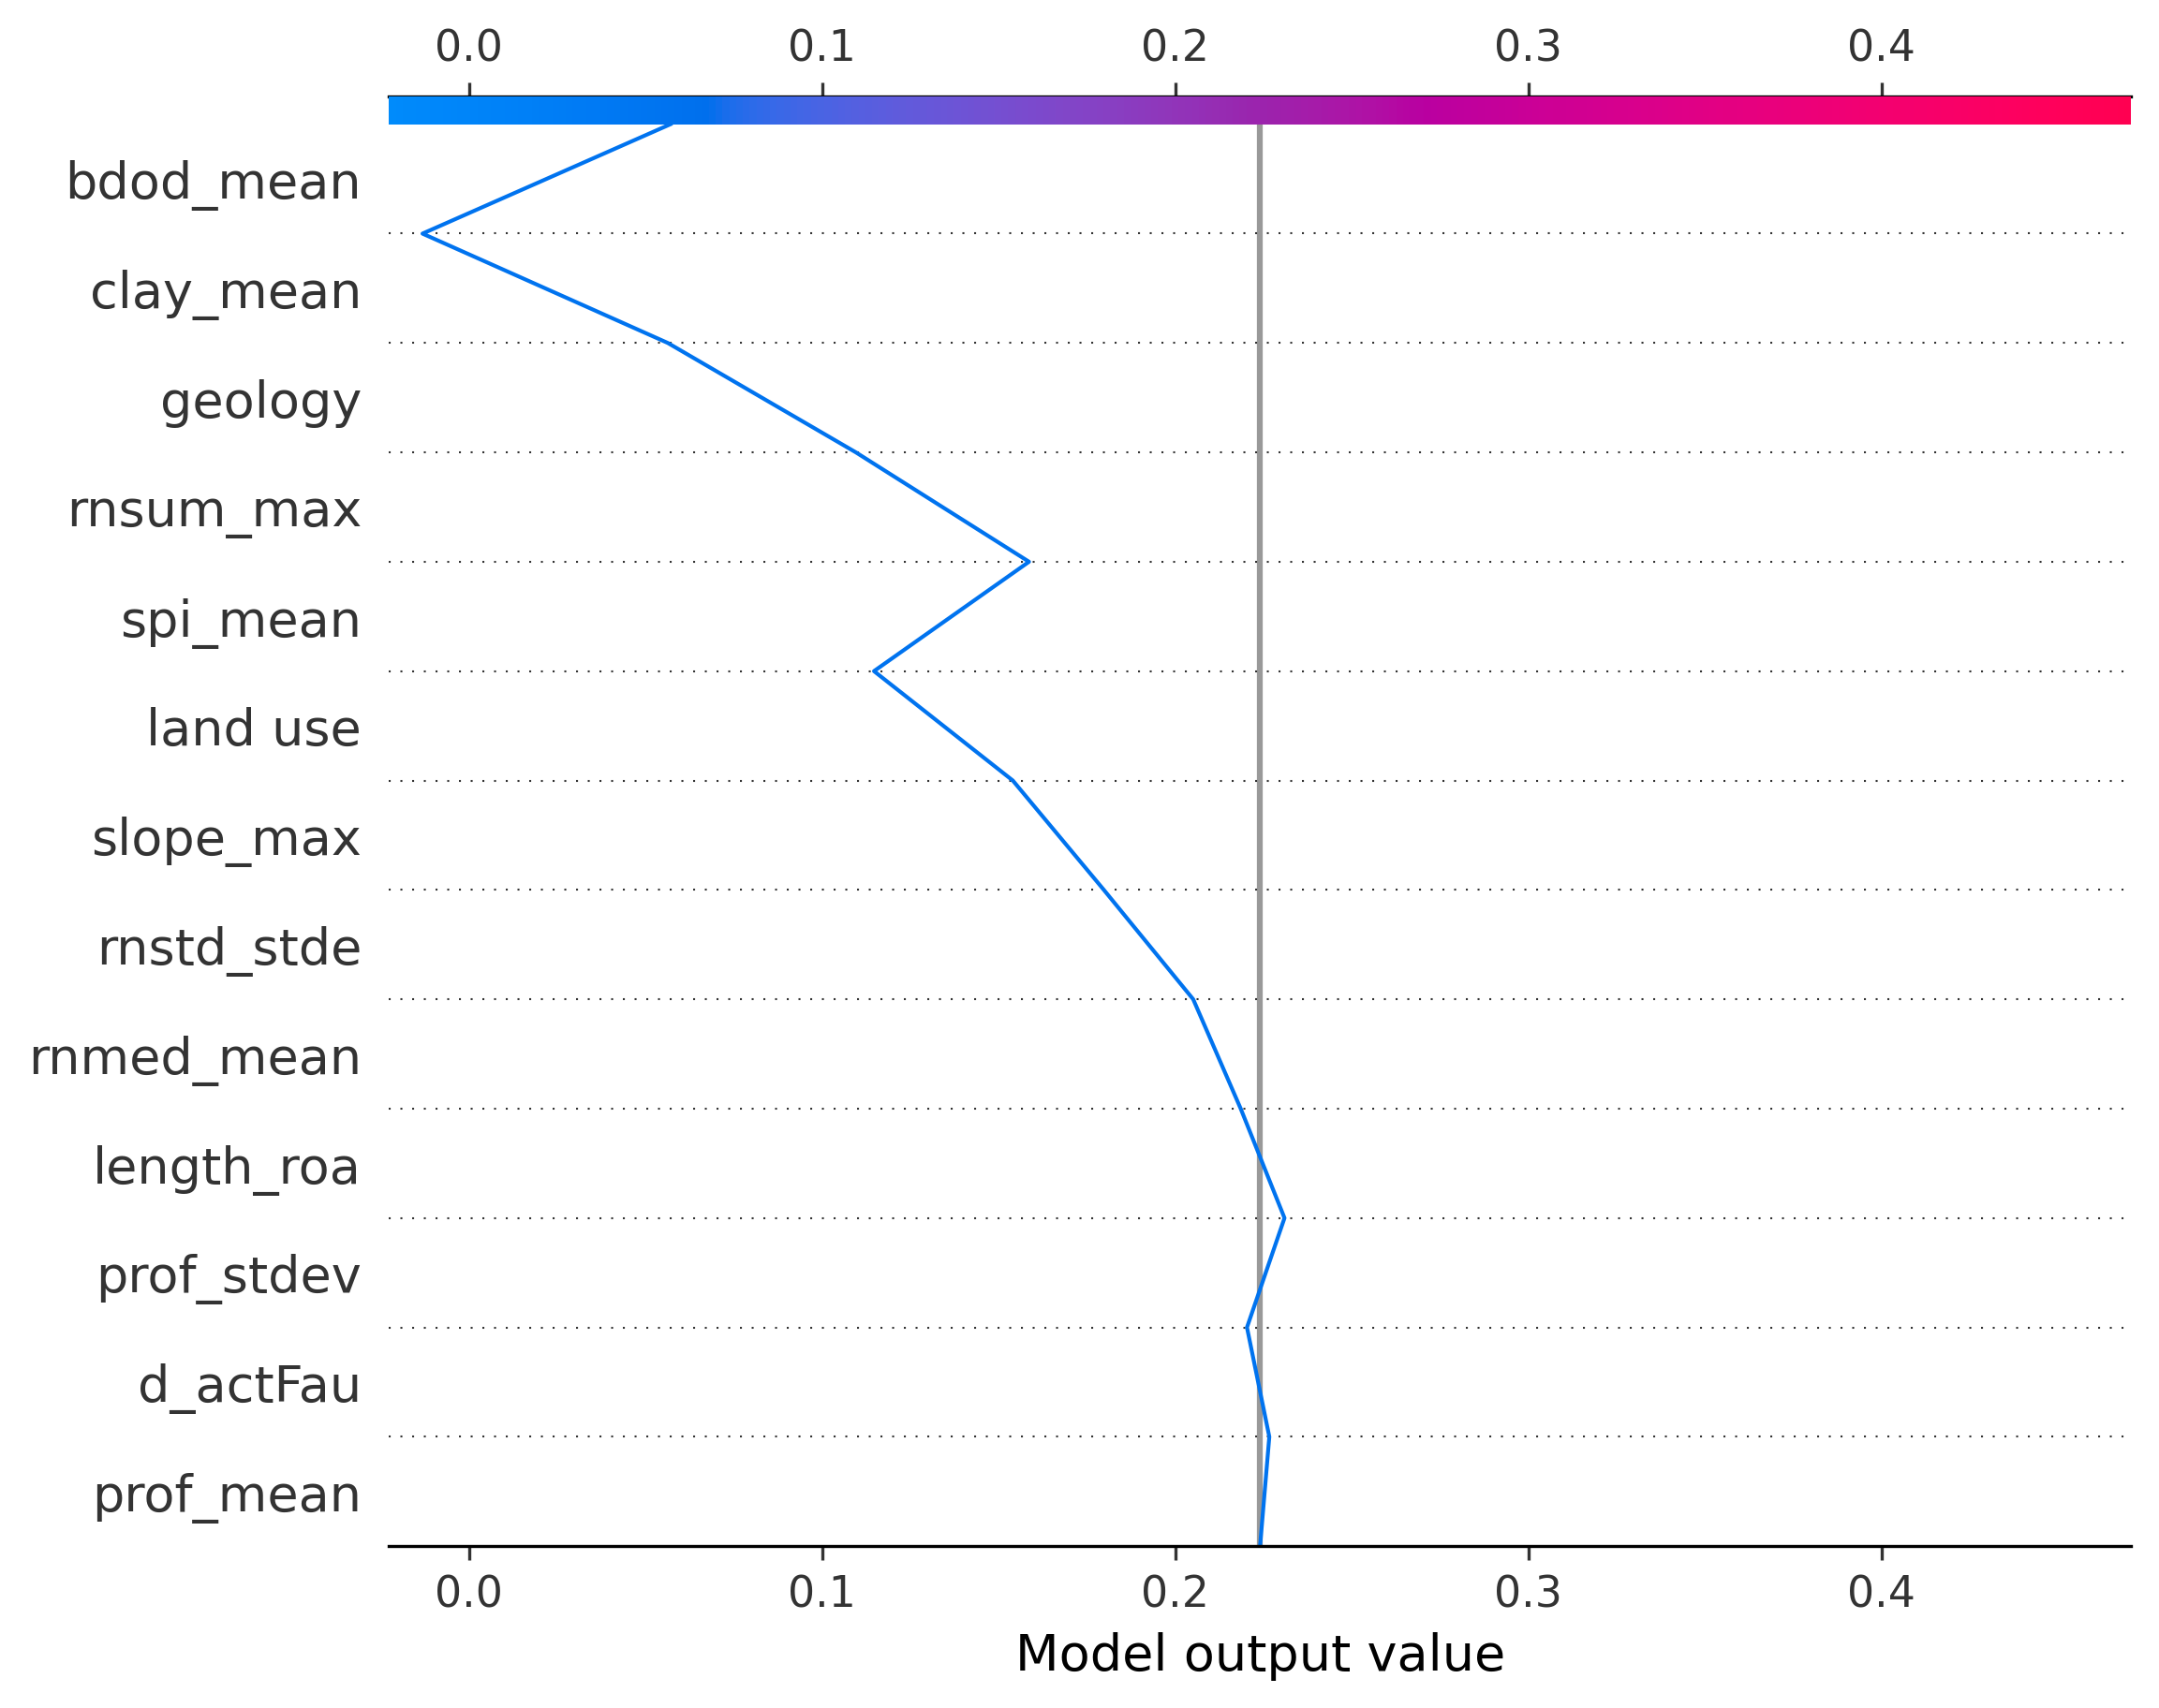 0.0 0.1 0.2 0.3 0.4
bdod_mean
clay_mean
geology
rnsum_max
spi_mean
land use
slope_max
rnstd_stde
rnmed_mean
length_roa
prof_stdev
d_actFau
prof_mean
0.0 0.1 0.2 0.3 0.4
Model output value